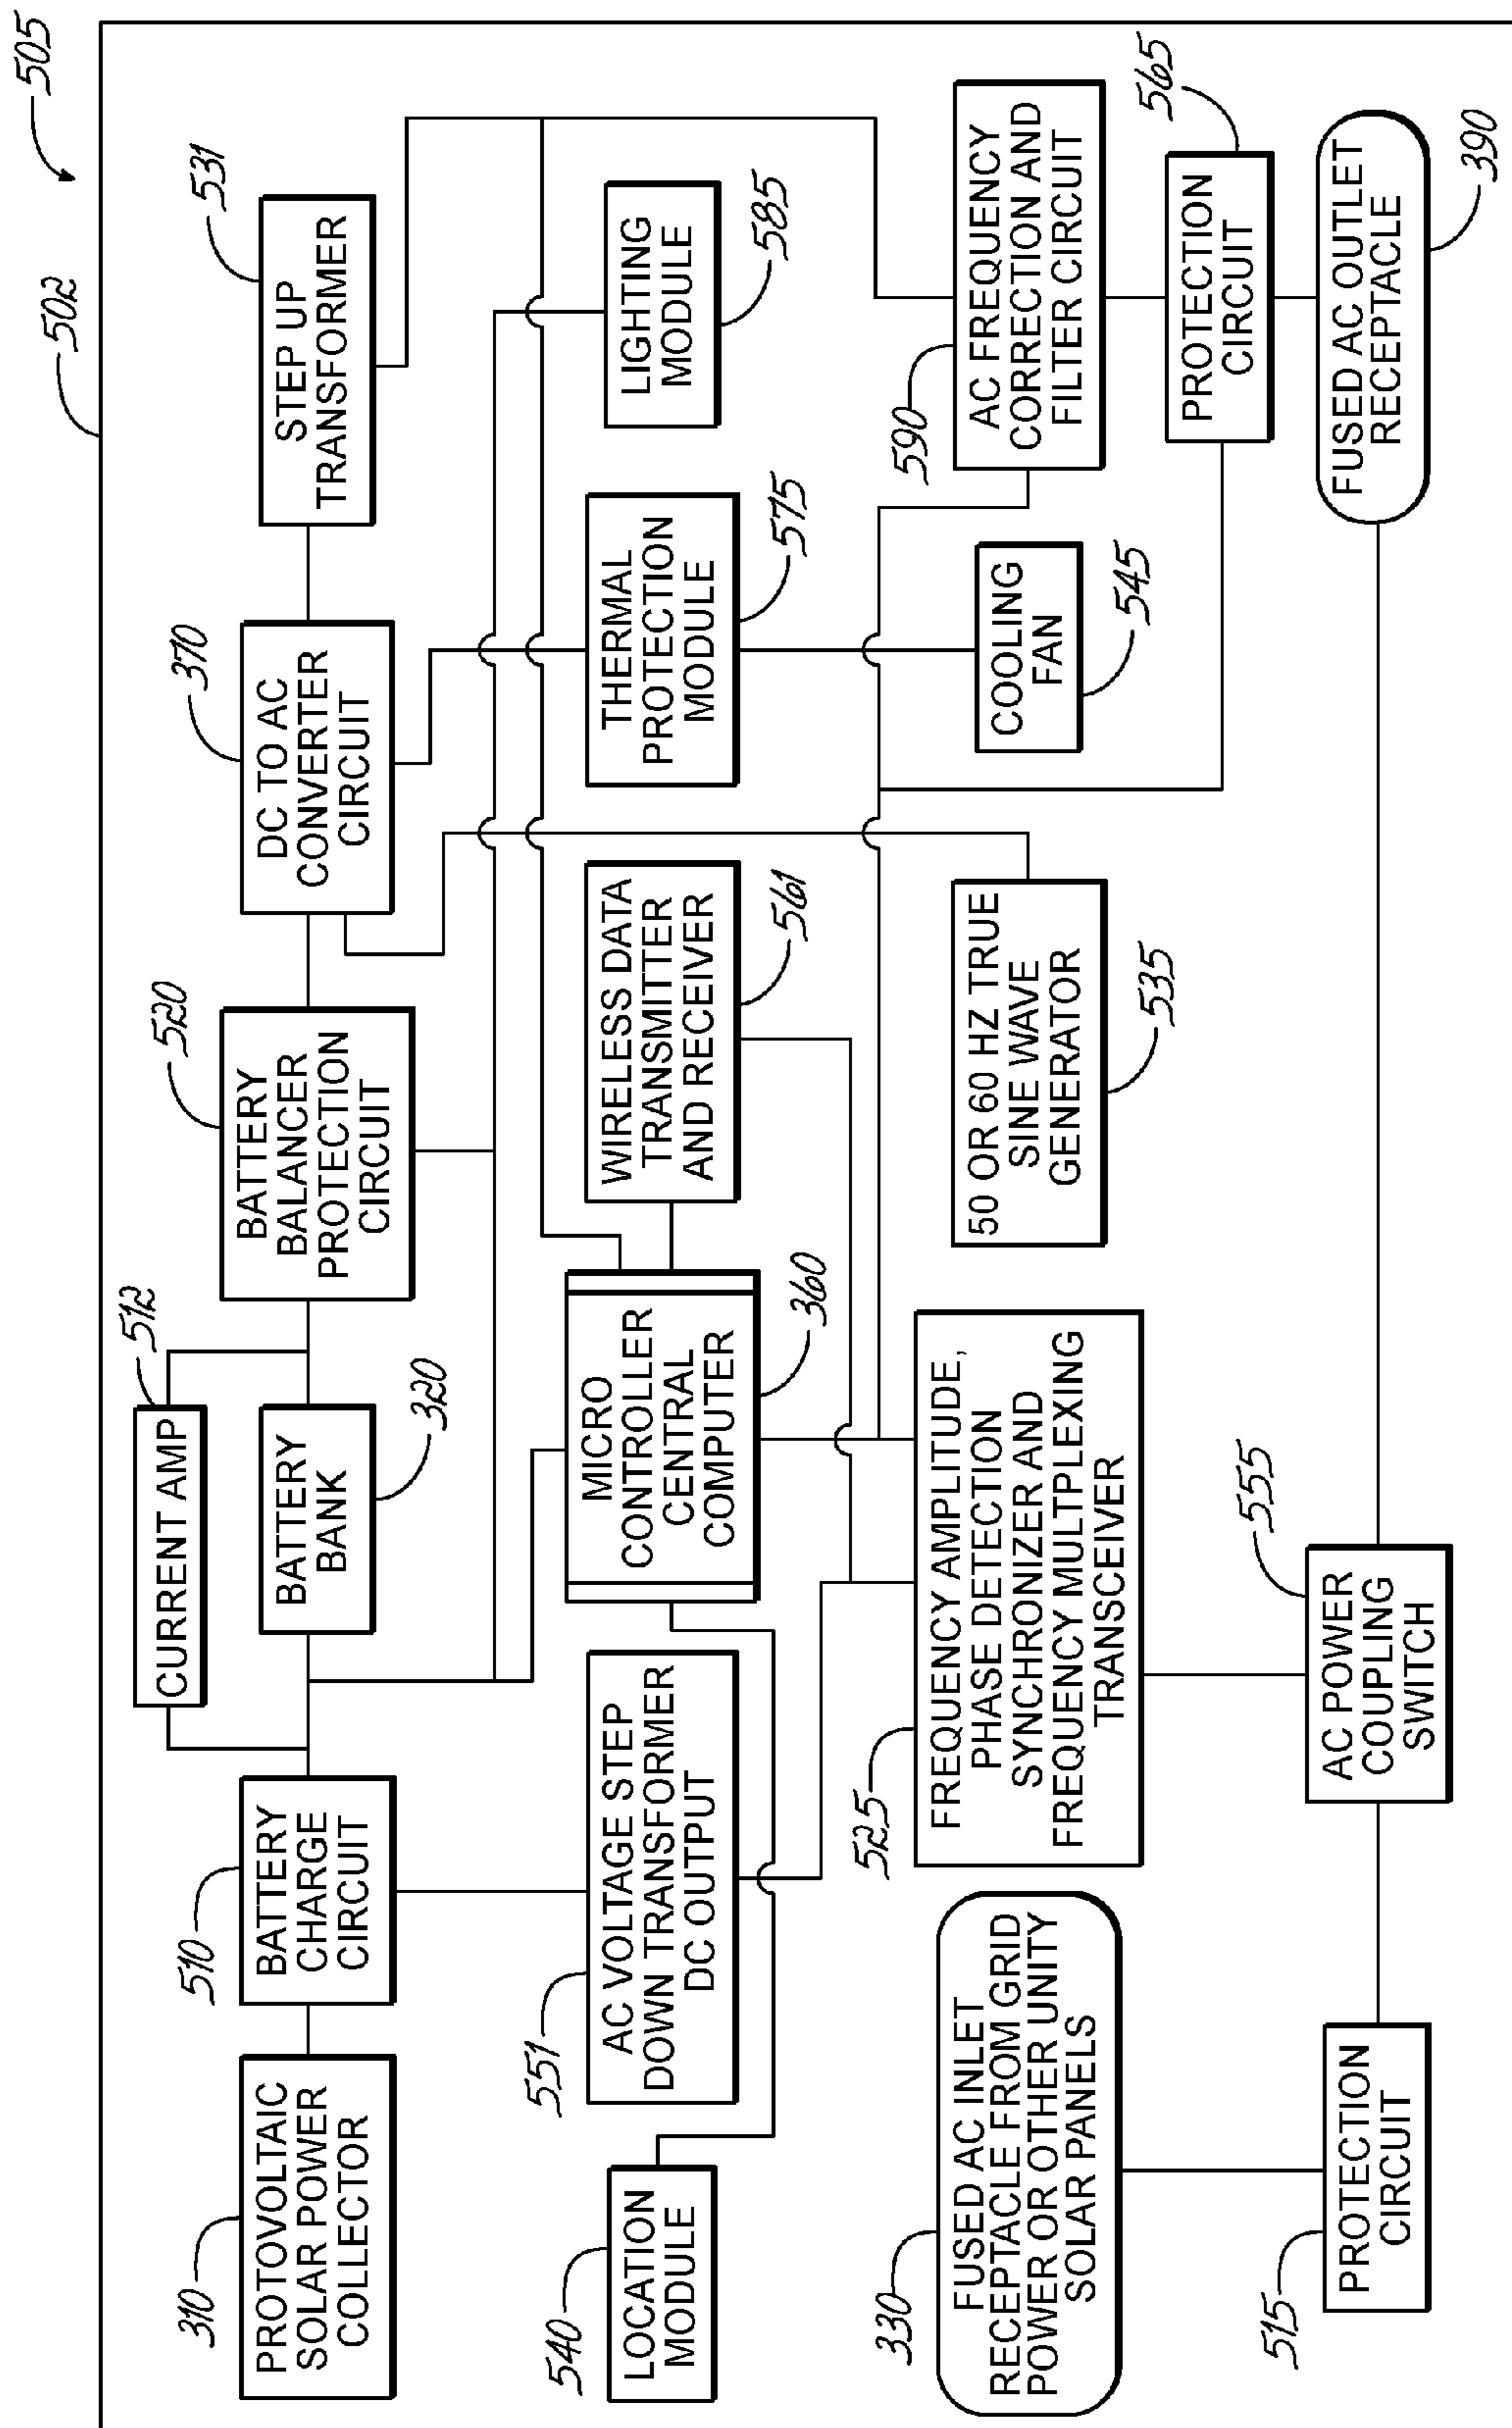 505
502
CURRENT AMP
512
PROTOVOLTAIC
SOLAR POWER
COLLECTOR
310
BATTERY
CHARGE
CIRCUIT
510
BATTERY
BANK
320
BATTERY
BALANCER
PROTECTION
CIRCUIT
520
DC TO AC
CONVERTER
CIRCUIT
370
STEP UP
TRANSFORMER
531
LOCATION
MODULE
540
AC VOLTAGE STEP
DOWN TRANSFORMER
DC OUTPUT
551
MICRO
CONTROLLER
CENTRAL
COMPUTER
360
WIRELESS DATA
TRANSMITTER
AND RECEIVER
561
THERMAL
PROTECTION
MODULE
575
LIGHTING
MODULE
585
FUSED AC INLET
RECEPTACLE FROM GRID
POWER OR OTHER UNITY
SOLAR PANELS
330
FREQUENCY AMPLITUDE,
PHASE DETECTION
SYNCHRONIZER AND
FREQUENCY MULTPLEXING
TRANSCEIVER
525
50 OR 60 HZ TRUE
SINE WAVE
GENERATOR
535
COOLING
FAN
545
AC FREQUENCY
CORRECTION AND
FILTER CIRCUIT
590
PROTECTION
CIRCUIT
515
AC POWER
COUPLING
SWITCH
555
PROTECTION
CIRCUIT
565
FUSED AC OUTLET
RECEPTACLE
390